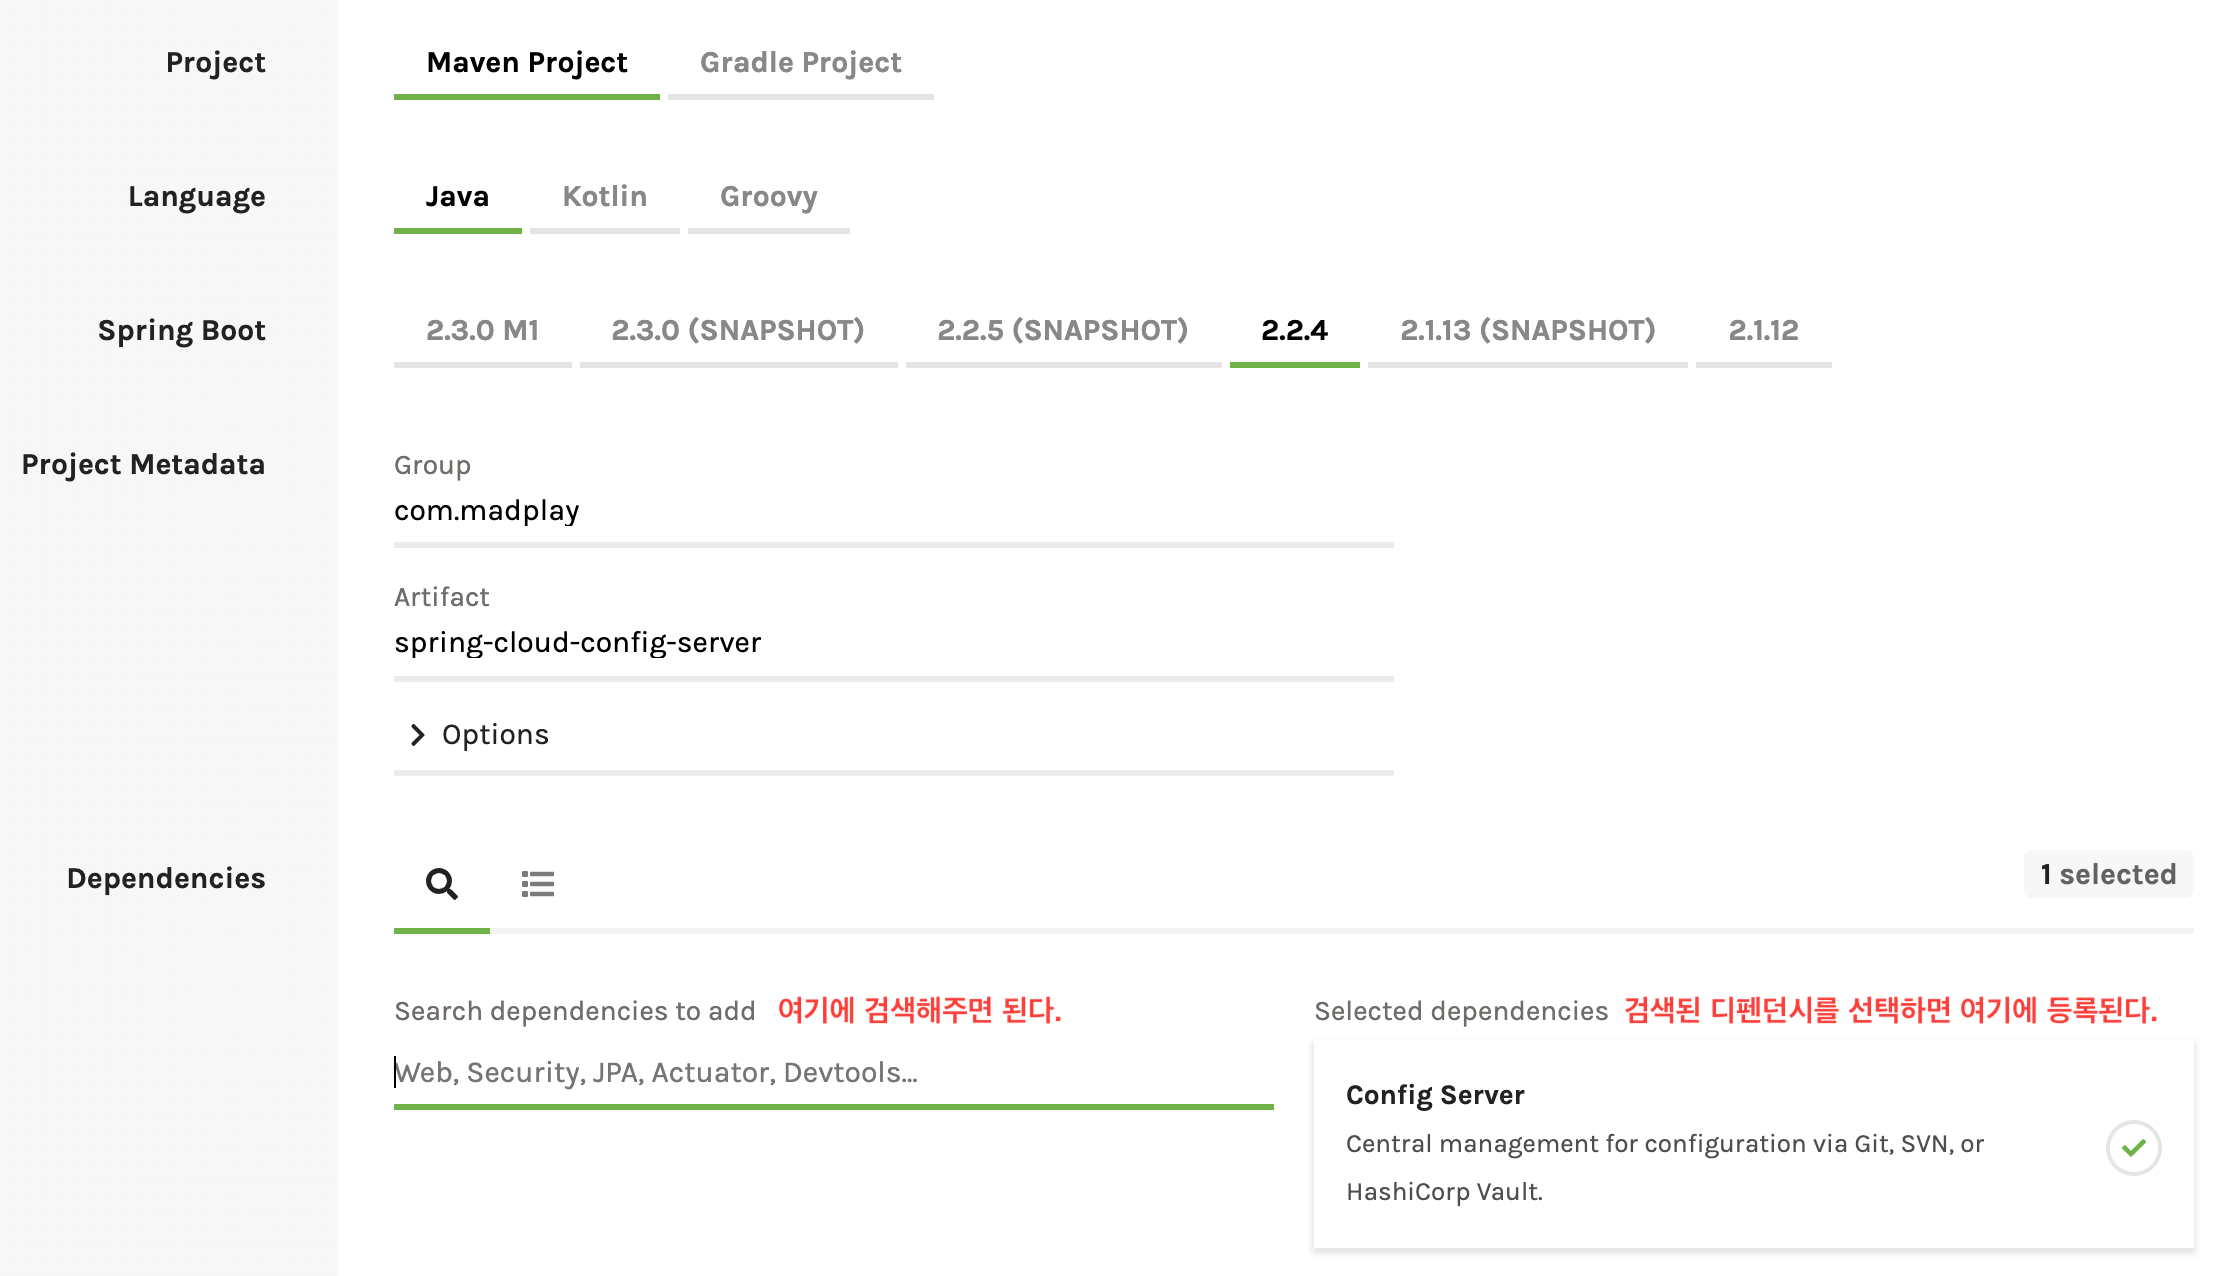 Project
Maven Project Gradle Project
Language
Java Kotlin Groovy
Spring Boot
2.3.0 M1 2.3.0 (SNAPSHOT) 2.2.5 (SNAPSHOT) 2.2.4 2.1.13 (SNAPSHOT) 2.1.12
Project Metadata
Group
com.madplay
Artifact
spring-cloud-config-server
Options
Dependencies
1 selected
Search dependencies to add 여기에 검색해주면 된다.
Web, Security, JPA, Actuator, Devtools...
Selected dependencies 검색된 디펜던시를 선택하면 여기에 등록된다.
Config Server
Central management for configuration via Git, SVN, or
HashiCorp Vault.